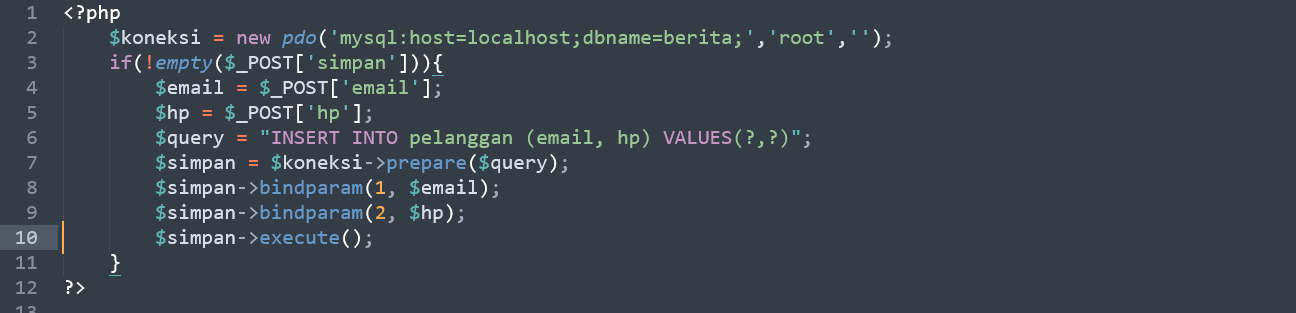 1 <?php
2 $koneksi = new pdo('mysql:host=localhost;dbname=berita;','root','');
3 if(!empty($_POST['simpan'])){
4 $email = $_POST['email'];
5 $hp = $_POST['hp'];
6 $query = "INSERT INTO pelanggan (email, hp) VALUES(?,?)";
7 $simpan = $koneksi->prepare($query);
8 $simpan->bindparam(1, $email);
9 $simpan->bindparam(2, $hp);
10 $simpan->execute();
11 }
12 ?>
13